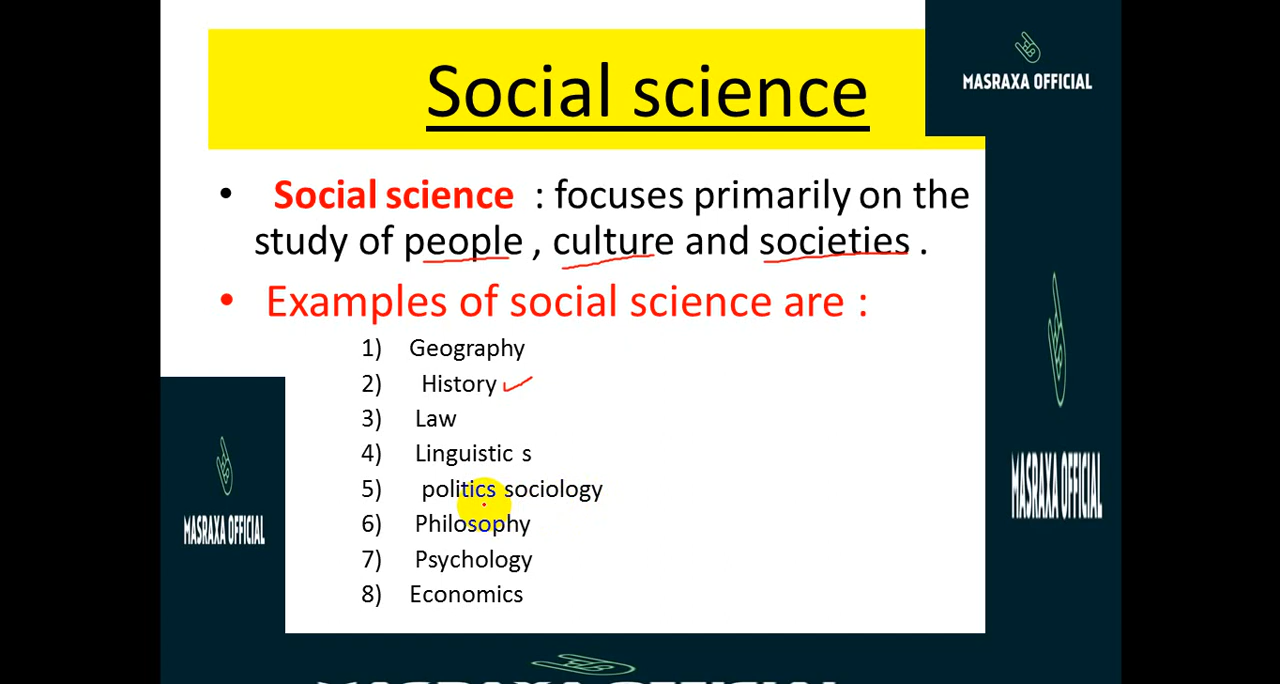 Social science
MASRAXA OFFICIAL
• Social science : focuses primarily on the
study of people , culture and societies .
• Examples of social science are :
1) Geography
2) History
3) Law
4) Linguistic s
5) politics sociology
6) Philosophy
7) Psychology
8) Economics
MASRAXA OFFICIAL
MASRAXA OFFICIAL
MASRAXA OFFICIAL